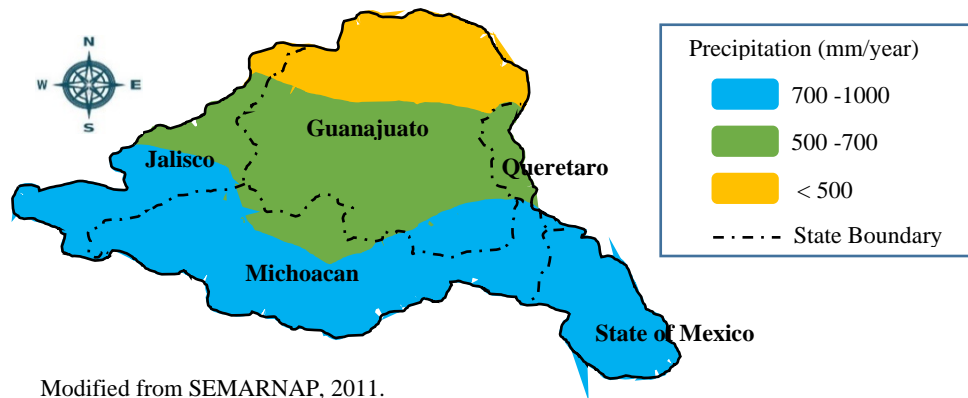 N
W E
S
Guanajuato
Jalisco
Queretaro
Michoacan
State of Mexico
Precipitation (mm/year)
700 -1000
500 -700
< 500
State Boundary
Modified from SEMARNAP, 2011.